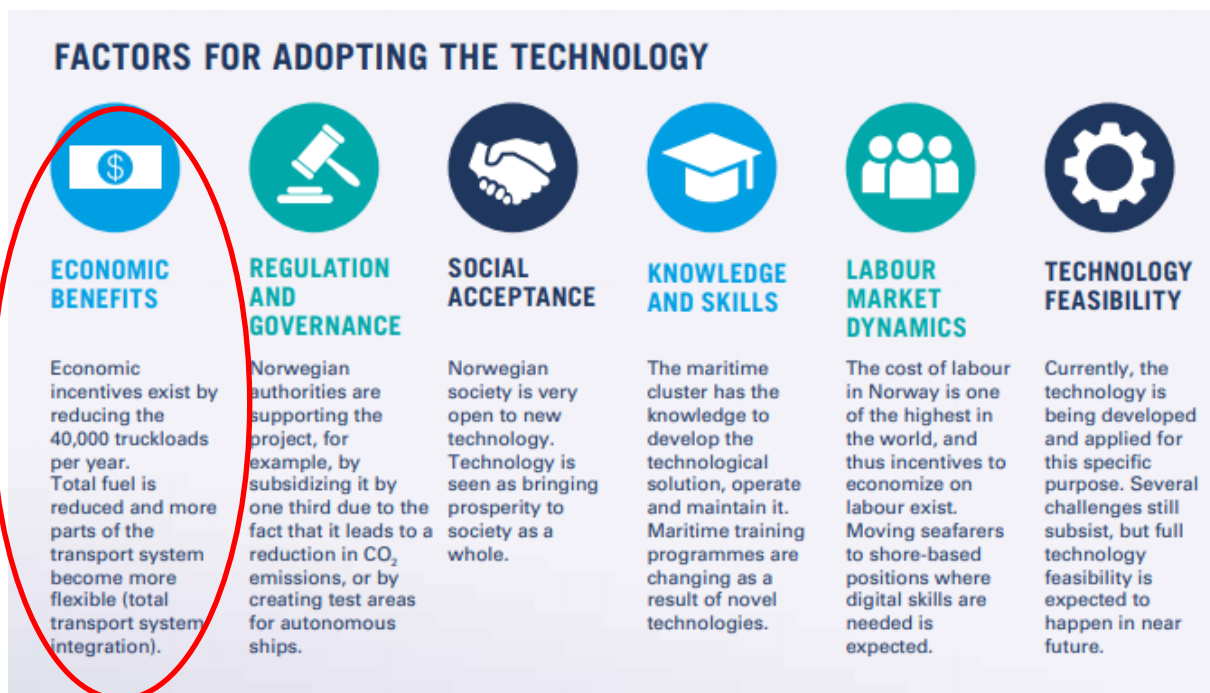 FACTORS FOR ADOPTING THE TECHNOLOGY
$
ECONOMIC
BENEFITS
Economic
incentives exist by
reducing the
40,000 truckloads
per year.
Total fuel is
reduced and more
parts of the
transport system
become more
flexible (total
transport system
integration).
REGULATION
AND
GOVERNANCE
Norwegian
authorities are
supporting the
project, for
example, by
subsidizing it by
one third due to the
fact that it leads to a
reduction in CO₂
emissions, or by
creating test areas
for autonomous
ships.
SOCIAL
ACCEPTANCE
Norwegian
society is very
open to new
technology.
Technology is
seen as bringing
prosperity to
society as a
whole.
KNOWLEDGE
AND SKILLS
The maritime
cluster has the
knowledge to
develop the
technological
solution, operate
and maintain it.
Maritime training
programmes are
changing as a
result of novel
technologies.
LABOUR
MARKET
DYNAMICS
The cost of labour
in Norway is one
of the highest in
the world, and
thus incentives to
economize on
labour exist.
Moving seafarers
to shore-based
positions where
digital skills are
needed is
expected.
TECHNOLOGY
FEASIBILITY
Currently, the
technology is
being developed
and applied for
this specific
purpose. Several
challenges still
subsist, but full
technology
feasibility is
expected to
happen in near
future.